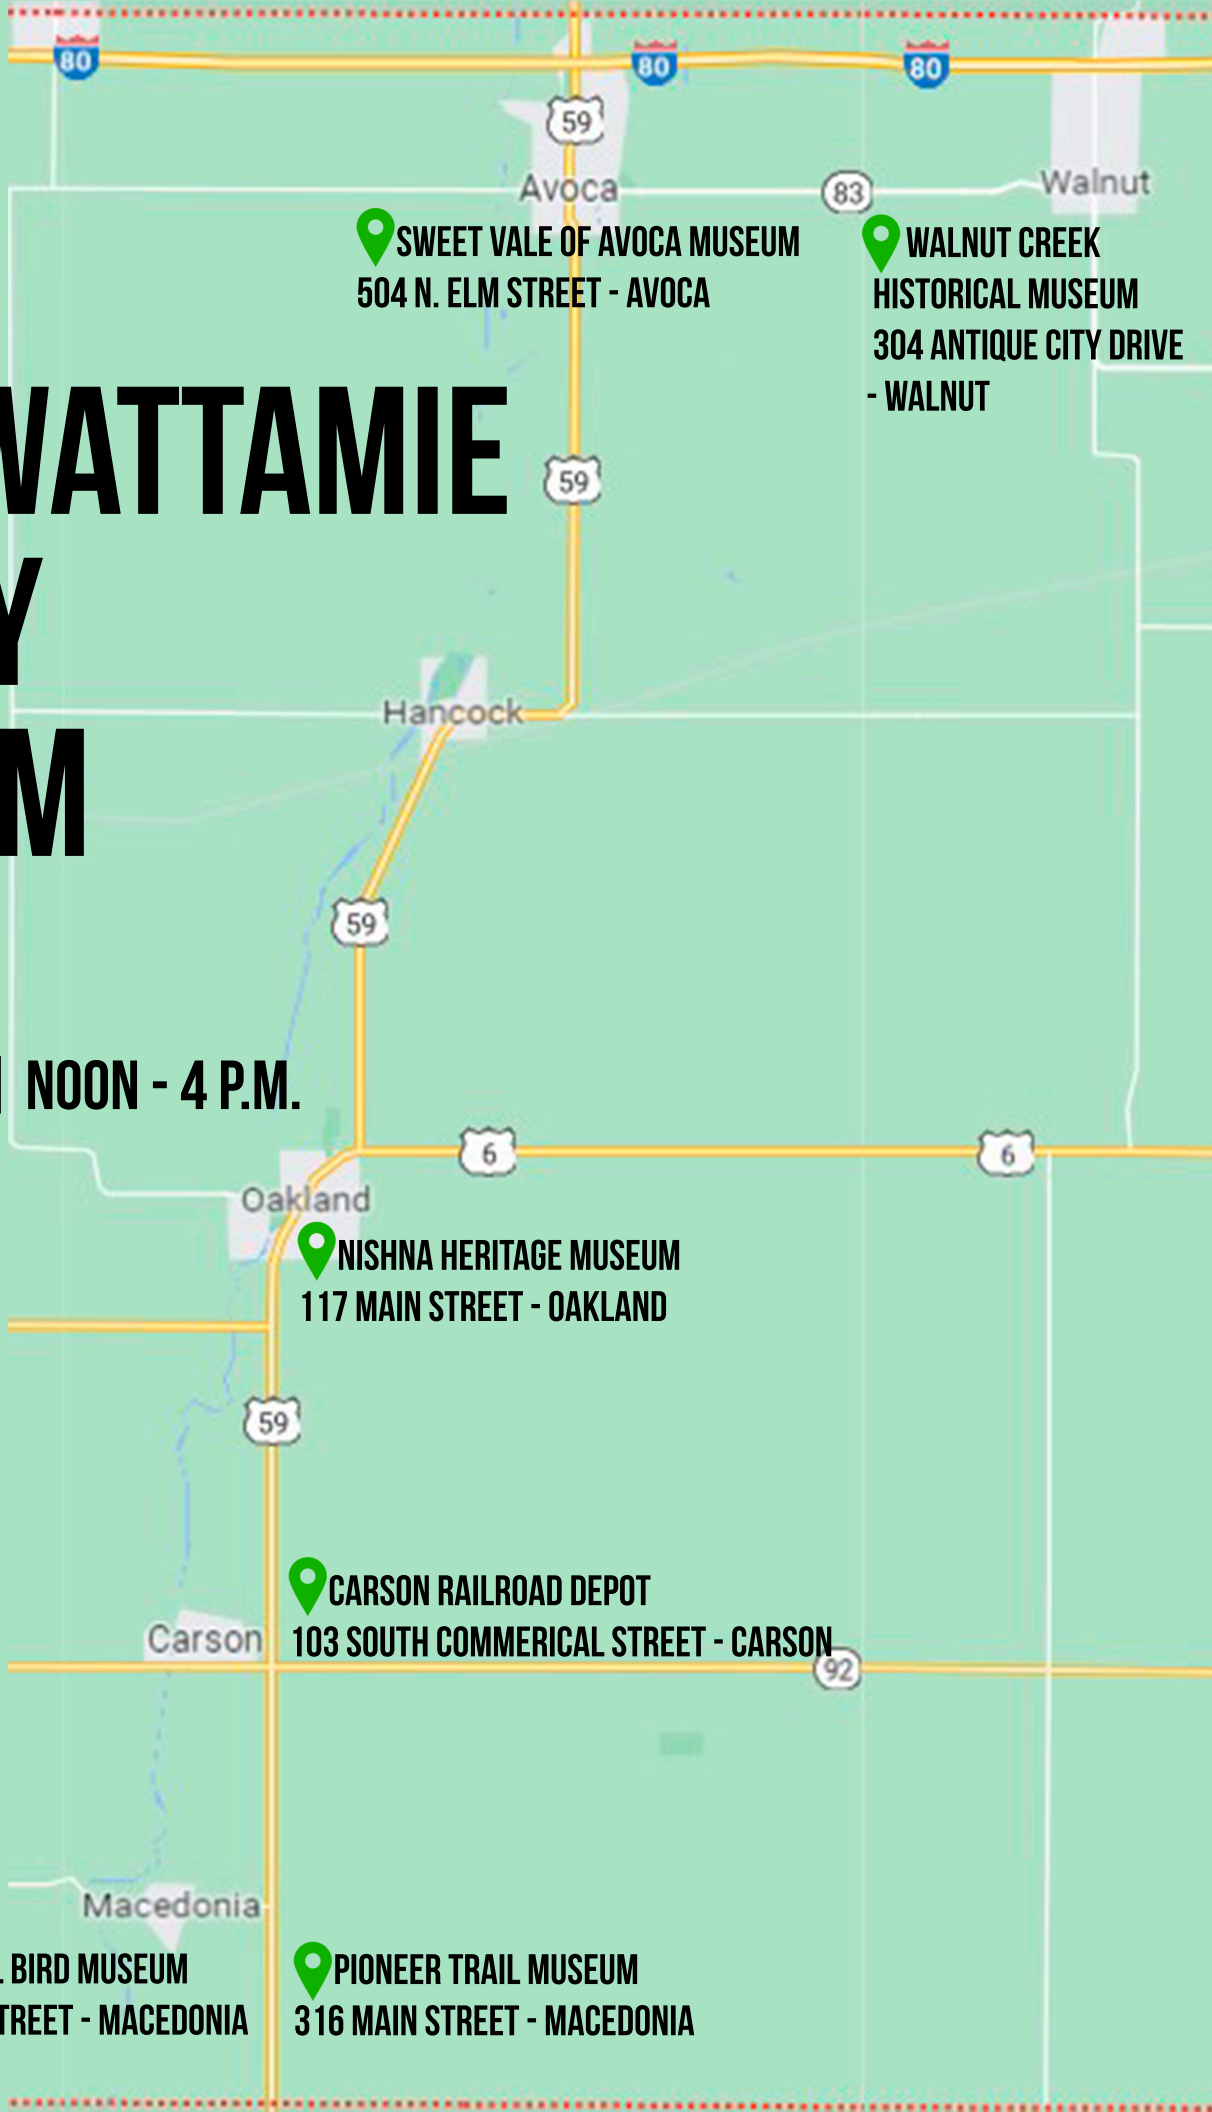 80
80
80
59
Avoca
83
Walnut
SWEET VALE OF AVOCA MUSEUM
504 N. ELM STREET - AVOCA
WALNUT CREEK
HISTORICAL MUSEUM
304 ANTIQUE CITY DRIVE
- WALNUT
WATTAMIE
59
Y
Hancock
M
59
NOON - 4 P.M.
6
6
Oakland
NISHNA HERITAGE MUSEUM
117 MAIN STREET - OAKLAND
59
CARSON RAILROAD DEPOT
103 SOUTH COMMERICAL STREET - CARSON
Carson
92
Macedonia
BIRD MUSEUM
TREET - MACEDONIA
PIONEER TRAIL MUSEUM
316 MAIN STREET - MACEDONIA